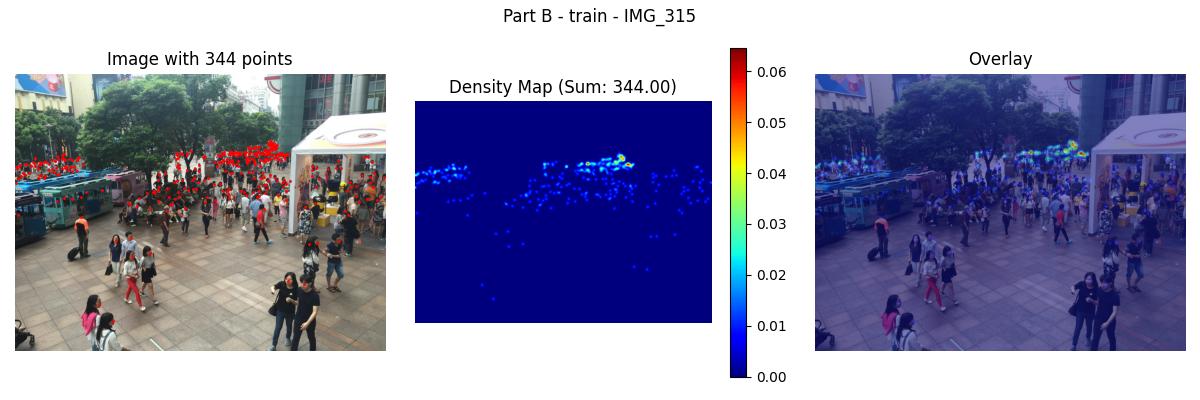 Part B - train - IMG_315
Image with 344 points
Density Map (Sum: 344.00)
Overlay
0.06
0.05
0.04
0.03
0.02
0.01
0.00